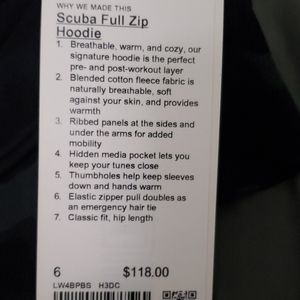 WHY WE MADE THIS
Scuba Full Zip
Hoodie
1. Breathable, warm, and cozy, our
signature hoodie is the perfect
pre- and post-workout layer
2. Blended cotton fleece fabric is
naturally breathable, soft
against your skin, and provides
warmth
3. Ribbed panels at the sides and
under the arms for added
mobility
4. Hidden media pocket lets you
keep your tunes close
5. Thumbholes help keep sleeves
down and hands warm
6. Elastic zipper pull doubles as
an emergency hair tie
7. Classic fit, hip length
6 $118.00
LW4BPBS H3DC